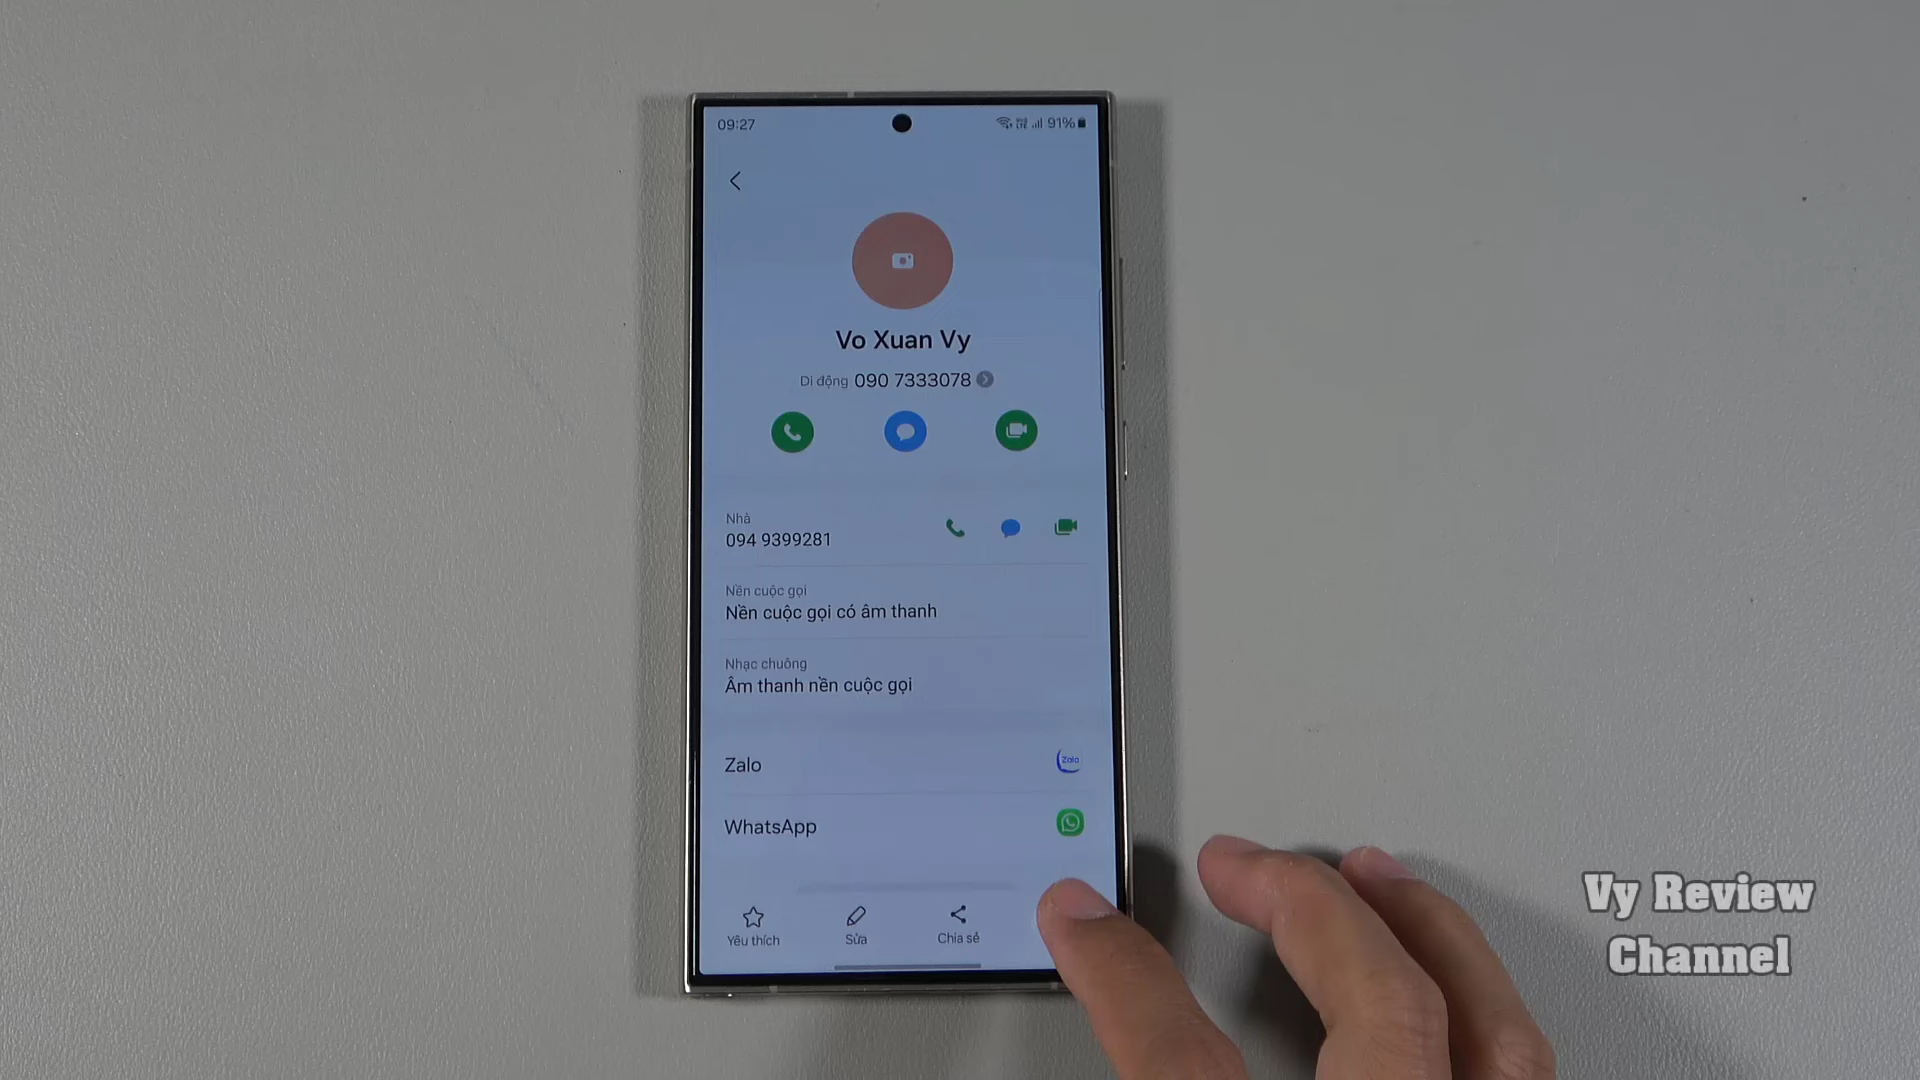 09:27
91%
Vo Xuan Vy
Di động 090 7333078
Nhà
094 9399281
Nền cuộc gọi
Nền cuộc gọi có âm thanh
Nhạc chuông
Âm thanh nền cuộc gọi
Zalo
Zalo
WhatsApp
Yêu thích
Sửa
Chia sẻ
Vy Review
Channel